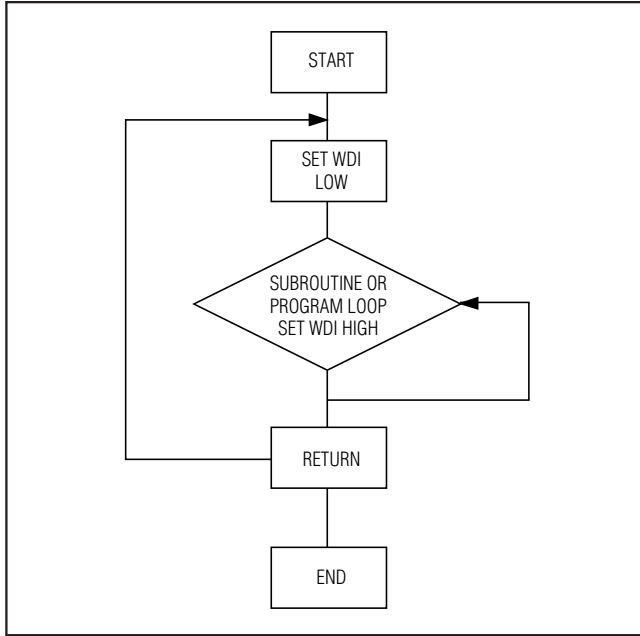 START
SET WDI
LOW
SUBROUTINE OR
PROGRAM LOOP
SET WDI HIGH
RETURN
END